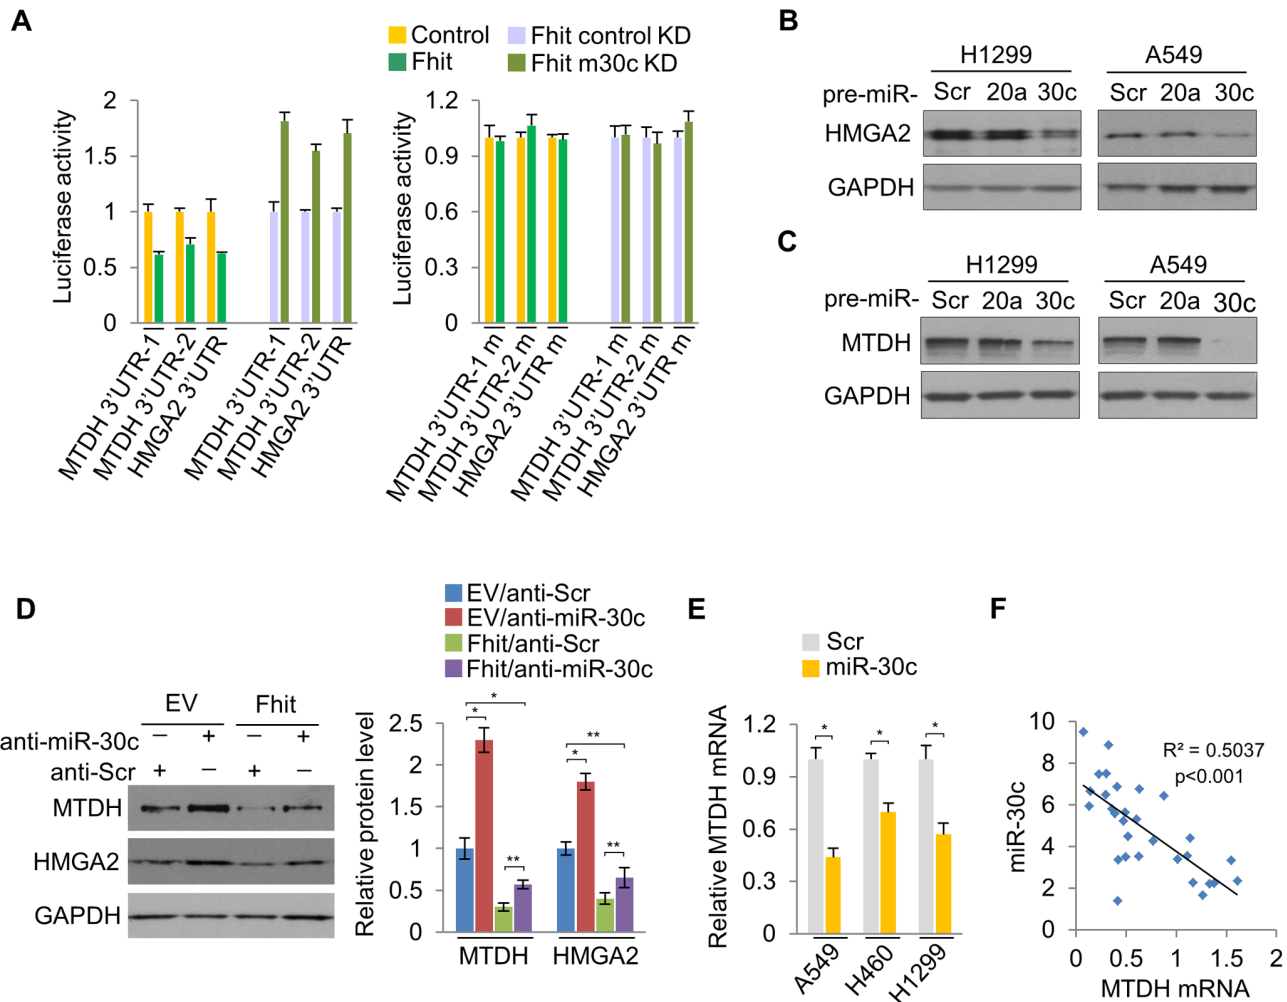 A
Control
Fhit
Fhit control KD
Fhit m30c KD
Luciferase activity
2
1.5
1
0.5
0
MTDH 3'UTR-1
MTDH 3'UTR-2
HMGA2 3'UTR
MTDH 3'UTR-1
MTDH 3'UTR-2
HMGA2 3'UTR
Luciferase activity
1.2
0.9
0.6
0.3
0
MTDH 3'UTR-1 m
MTDH 3'UTR-2 m
HMGA2 3'UTR m
MTDH 3'UTR-1 m
MTDH 3'UTR-2 m
HMGA2 3'UTR m
B
H1299 A549
pre-miR- Scr 20a 30c Scr 20a 30c
HMGA2
GAPDH
C
H1299 A549
pre-miR- Scr 20a 30c Scr 20a 30c
MTDH
GAPDH
D
EV Fhit
anti-miR-30c – + – +
anti-Scr + – + –
MTDH
HMGA2
GAPDH
EV/anti-Scr
EV/anti-miR-30c
Fhit/anti-Scr
Fhit/anti-miR-30c
Relative protein level
2.5
2
1.5
1
0.5
0
* * **
** * **
MTDH HMGA2
E
Scr
miR-30c
Relative MTDH mRNA
1.2
0.9
0.6
0.3
0
* * *
A549
H460
H1299
F
miR-30c
10
8
6
4
2
0
R² = 0.5037
p<0.001
0 0.5 1 1.5 2
MTDH mRNA